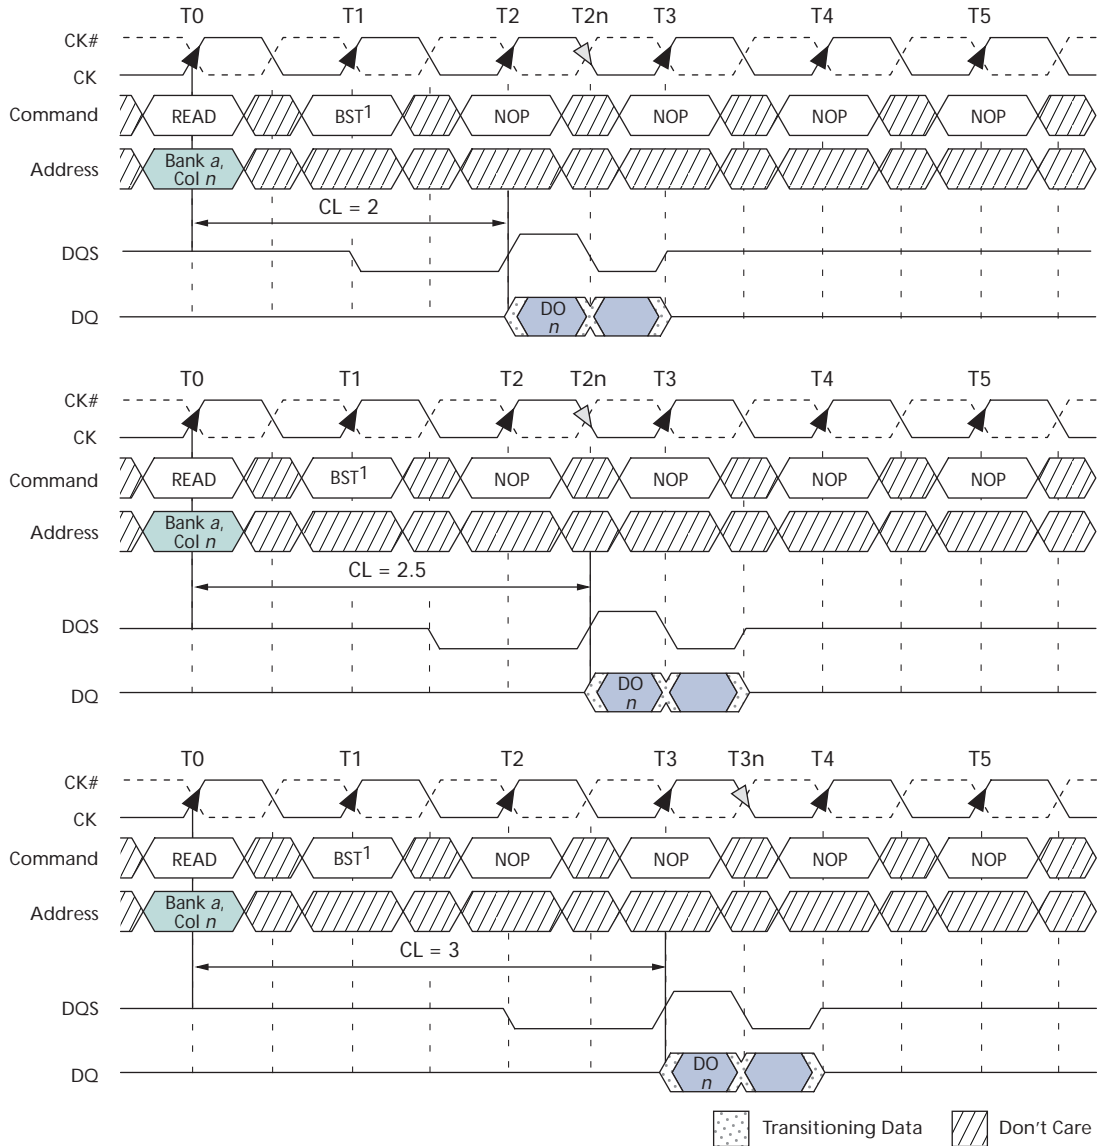 T0 T1 T2 T2n T3 T4 T5
CK#
CK
Command READ BST1 NOP NOP NOP NOP
Address Bank a,
Col n
CL = 2
DQS
DQ DO
n
T0 T1 T2 T2n T3 T4 T5
CK#
CK
Command READ BST1 NOP NOP NOP NOP
Address Bank a,
Col n
CL = 2.5
DQS
DQ DO
n
T0 T1 T2 T3 T3n T4 T5
CK#
CK
Command READ BST1 NOP NOP NOP NOP
Address Bank a,
Col n
CL = 3
DQS
DQ DO
n
Transitioning Data Don't Care